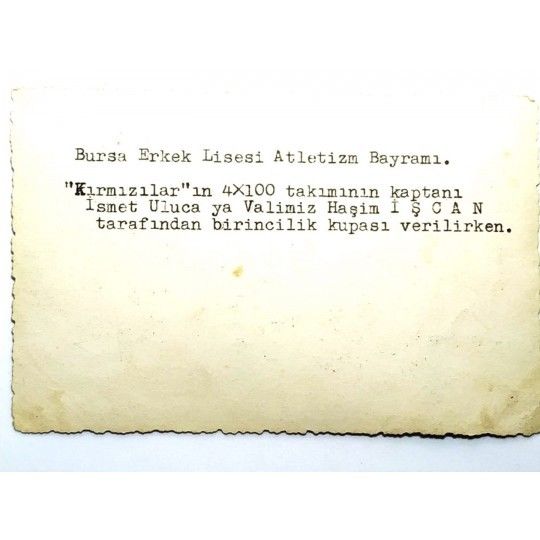 Bursa Erkek Lisesi Atletizm Bayramı.
"Kırmızılar"ın 4X100 takımının kaptanı
İsmet Uluca ya Valimiz Haşim İ Ş C A N
tarafından birincilik kupası verilirken.